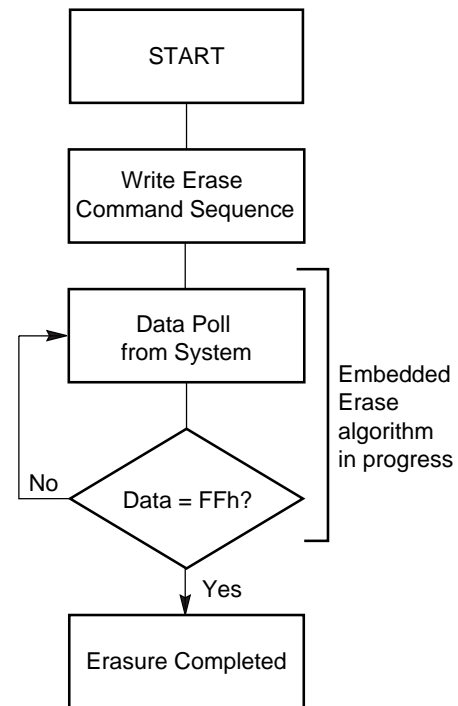 START
Write Erase
Command Sequence
Data Poll
from System
Embedded
Erase
algorithm
in progress
No
Data = FFh?
Yes
Erasure Completed